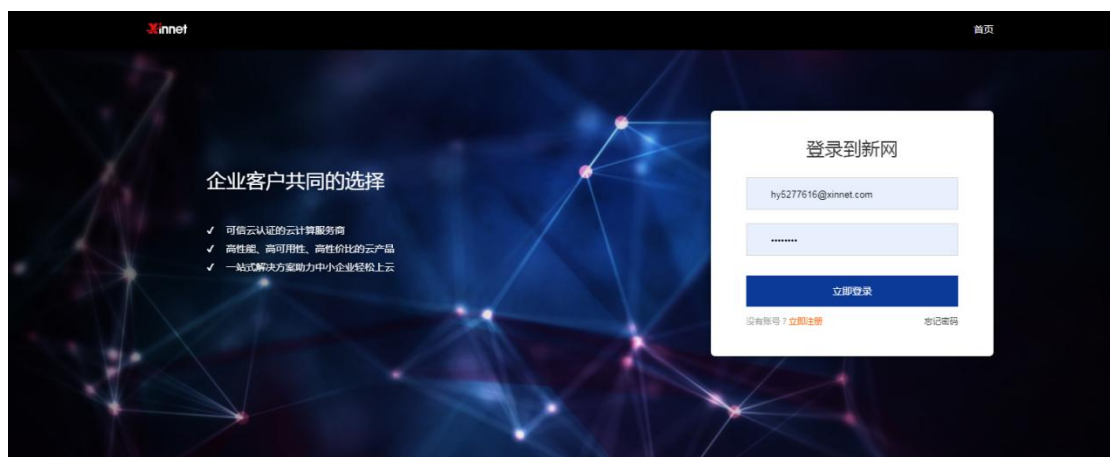 Xinnet
首页
企业客户共同的选择
✓ 可信云认证的云计算服务商
✓ 高性能、高可用性、高性价比的云产品
✓ 一站式解决方案助力中小企业轻松上云
登录到新网
hy5277616@xinnet.com
········
立即登录
没有账号？立即注册
忘记密码